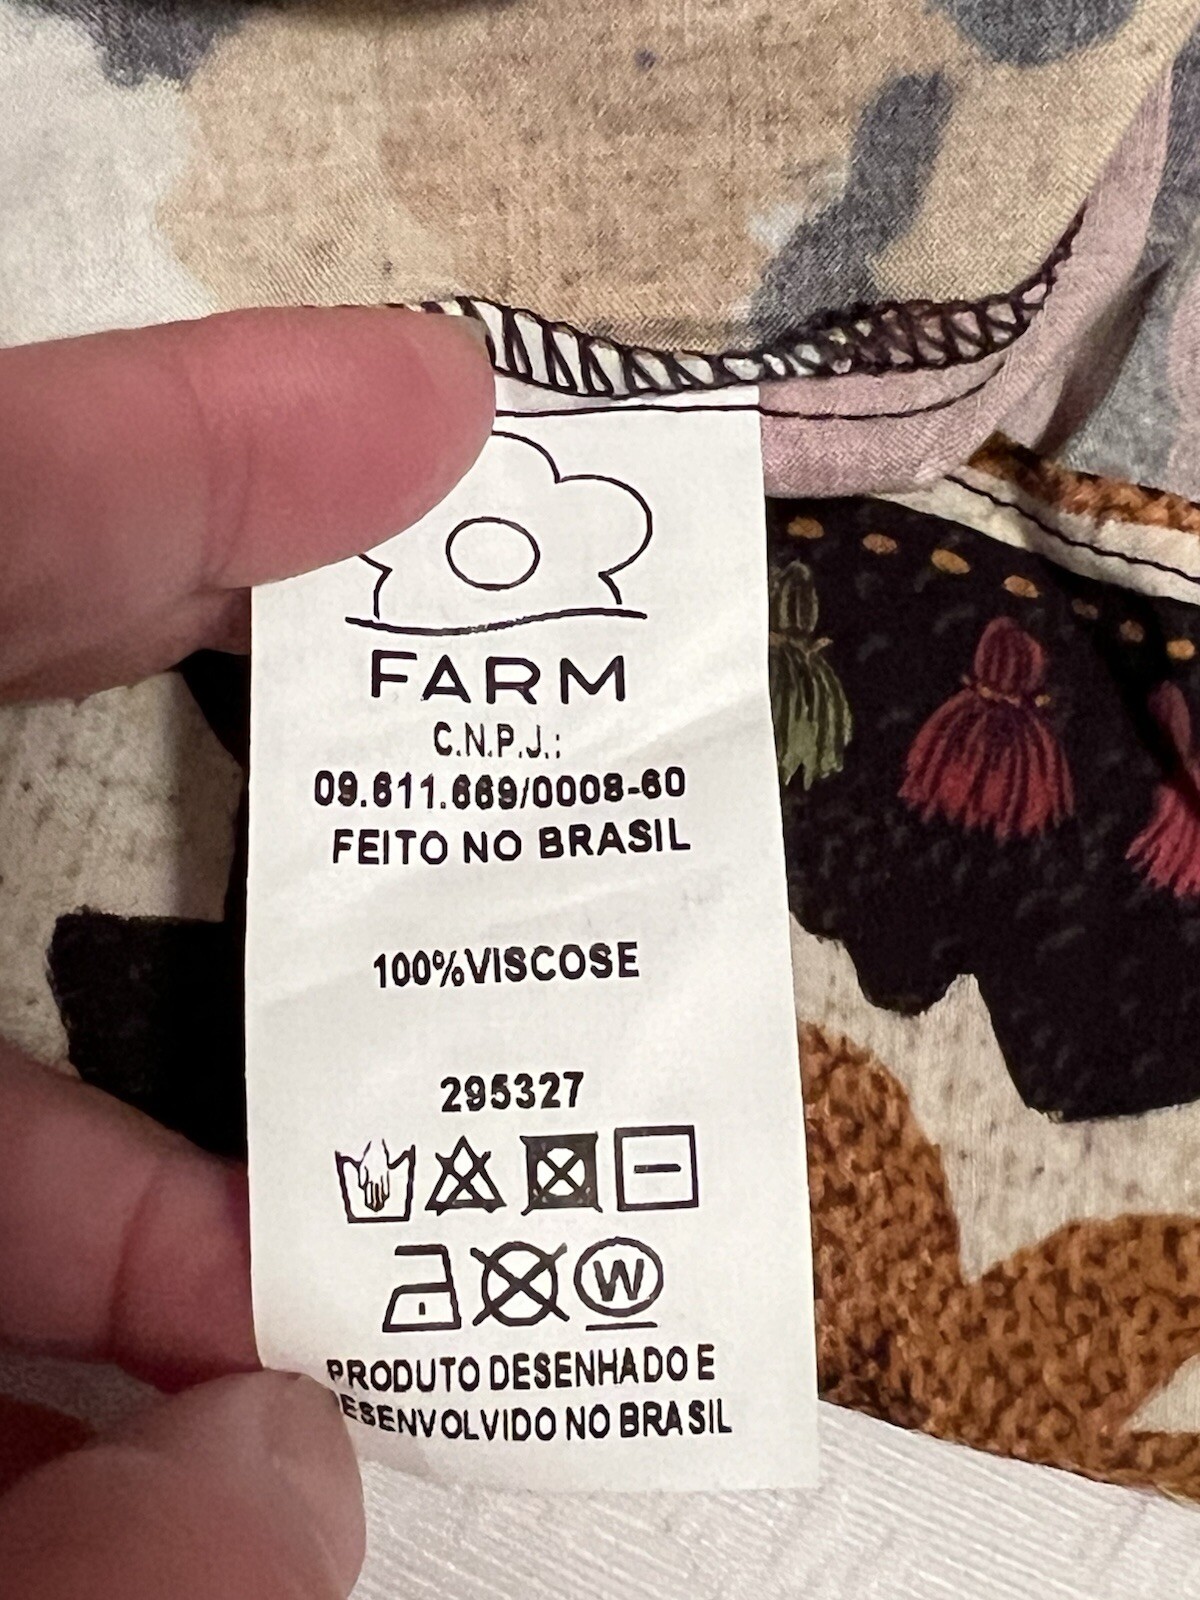 FARM
C.N.P.J.:
09.611.669/0008-60
FEITO NO BRASIL
100%VISCOSE
295327
W
PRODUTO DESENHADO E
DESENVOLVIDO NO BRASIL